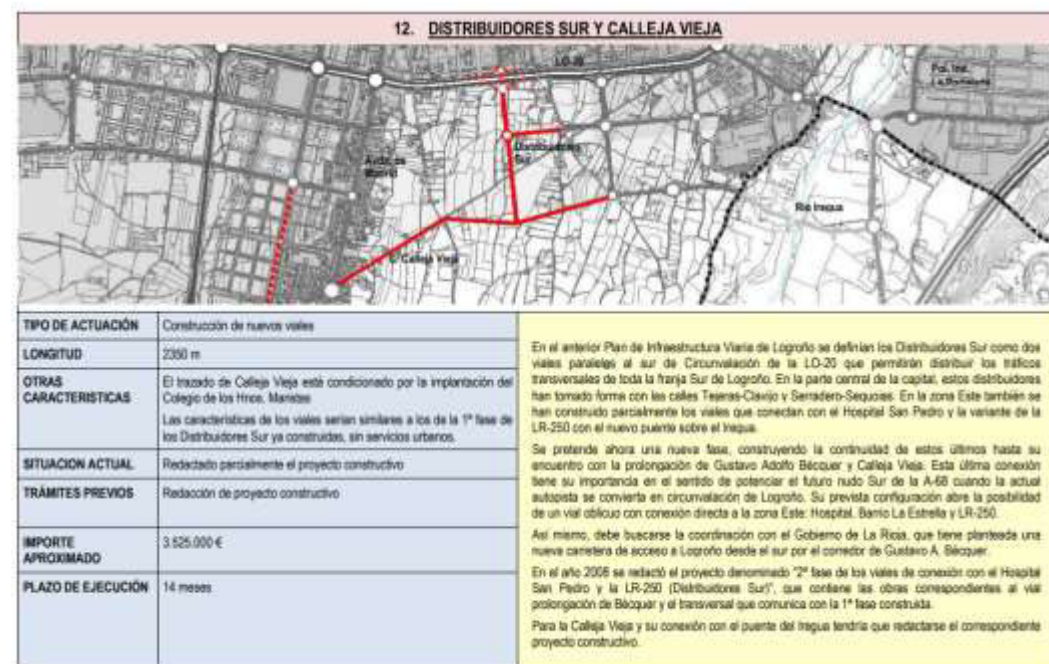 12. DISTRIBUIDORES SUR Y CALLEJA VIEJA
LO-20
Pol. Ind.
Avda. de
Madrid
Distribuidores
Sur
Río Iregua
C/ Calleja Vieja
TIPO DE ACTUACIÓN
Construcción de nuevos viales
LONGITUD
2350 m
OTRAS
CARACTERISTICAS
El trazado de Calleja Vieja está condicionado por la implantación del
Colegio de los Hnos. Maristas
Las características de los viales serían similares a los de la 1ª fase de
los Distribuidores Sur ya construidas, sin servicios urbanos.
SITUACION ACTUAL
Redactado parcialmente el proyecto constructivo
TRÁMITES PREVIOS
Redacción de proyecto constructivo
IMPORTE
APROXIMADO
3.525.000 €
PLAZO DE EJECUCIÓN
14 meses
En el anterior Plan de Infraestructura Viaria de Logroño se definían los Distribuidores Sur como dos
viales paralelos al sur de Circunvalación de la LO-20 que permitirán distribuir los tráficos
transversales de toda la franja Sur de Logroño. En la parte central de la capital, estos distribuidores
han tomado forma con las calles Tejeras-Clavijo y Serradero-Sequoias. En la zona Este también se
han construido parcialmente los viales que conectan con el Hospital San Pedro y la variante de la
LR-250 con el nuevo puente sobre el Iregua.
Se pretende ahora una nueva fase, construyendo la continuidad de estos últimos hasta su
encuentro con la prolongación de Gustavo Adolfo Bécquer y Calleja Vieja. Esta última conexión
tiene su importancia en el sentido de potenciar el futuro nudo Sur de la A-68 cuando la actual
autopista se convierta en circunvalación de Logroño. Su prevista configuración abre la posibilidad
de un vial oblicuo con conexión directa a la zona Este: Hospital, Barrio La Estrella y LR-250.
Así mismo, debe buscarse la coordinación con el Gobierno de La Rioja, que tiene planteada una
nueva carretera de acceso a Logroño desde el sur por el corredor de Gustavo A. Bécquer.
En el año 2008 se redactó el proyecto denominado "2ª fase de los viales de conexión con el Hospital
San Pedro y la LR-250 (Distribuidores Sur)", que contiene las obras correspondientes al vial
prolongación de Bécquer y el transversal que comunica con la 1ª fase construida.
Para la Calleja Vieja y su conexión con el puente del Iregua tendría que redactarse el correspondiente
proyecto constructivo.